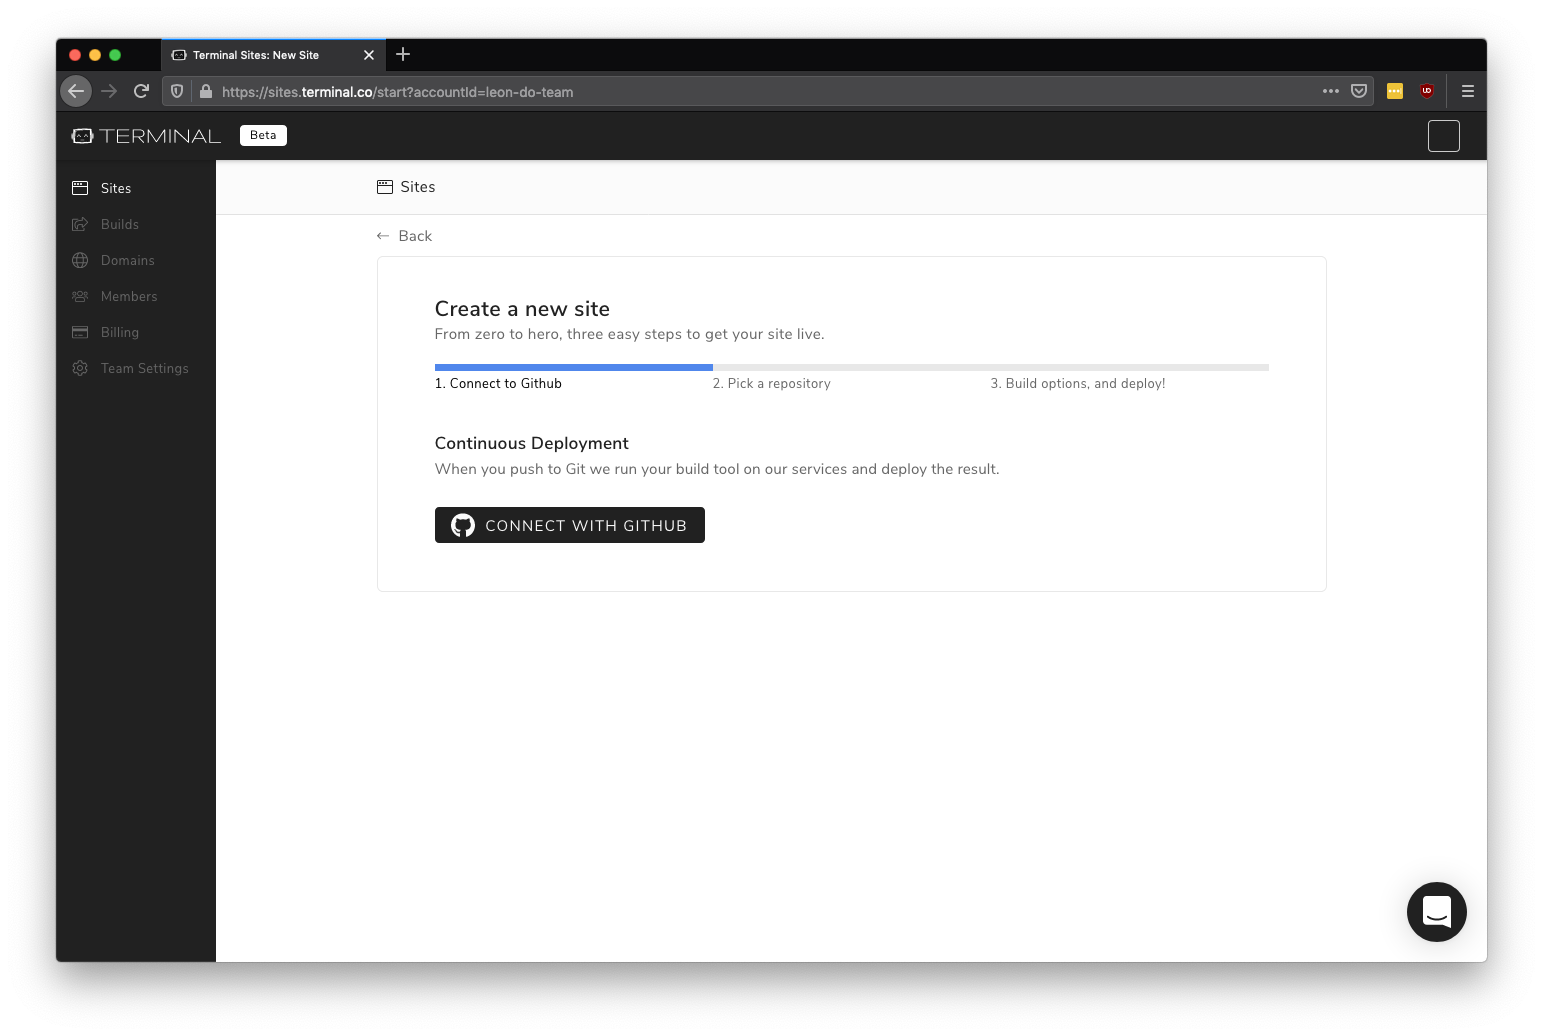 Terminal Sites: New Site
https://sites.terminal.co/start?accountId=leon-do-team
TERMINAL
Beta
Sites
Builds
Domains
Members
Billing
Team Settings
Sites
← Back
Create a new site
From zero to hero, three easy steps to get your site live.
1. Connect to Github
2. Pick a repository
3. Build options, and deploy!
Continuous Deployment
When you push to Git we run your build tool on our services and deploy the result.
CONNECT WITH GITHUB